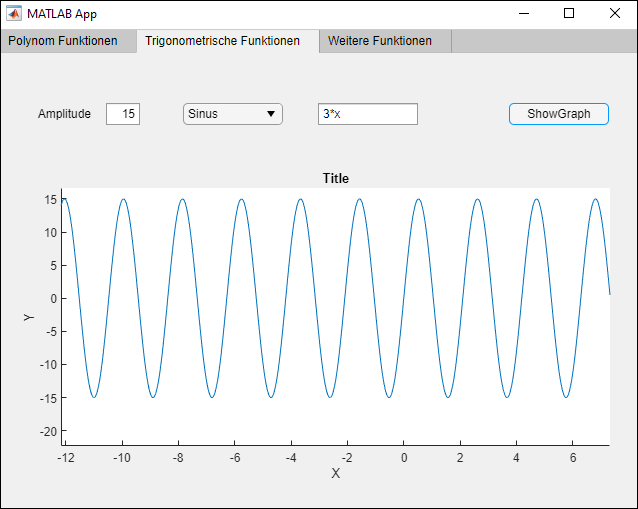 MATLAB App
Polynom Funktionen Trigonometrische Funktionen Weitere Funktionen
Amplitude 15 Sinus 3*x ShowGraph
Title
15
10
5
0
-5
-10
-15
-20
Y
-12 -10 -8 -6 -4 -2 0 2 4 6
X